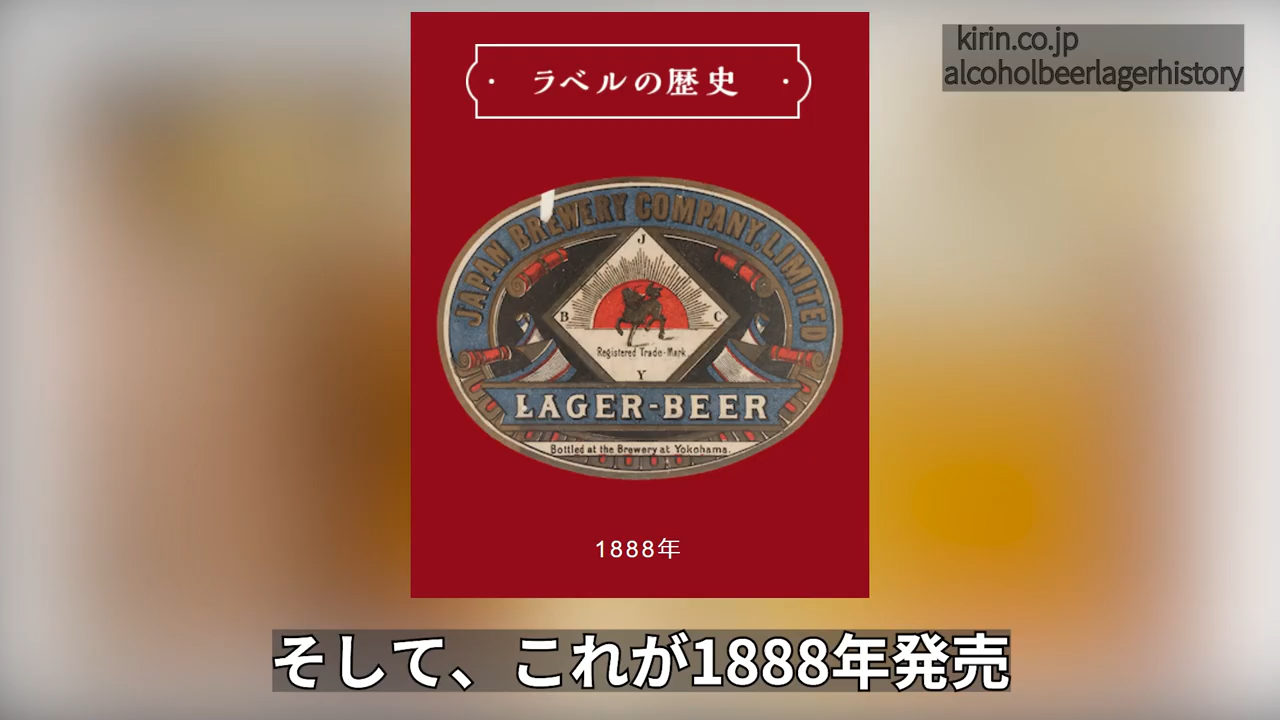 kirin.co.jp
alcoholbeerlagerhistory
ラベルの歴史
JAPAN BREWERY COMPANY, LIMITED
J
B C
Registered Trade-Mark.
Y
LAGER-BEER
Bottled at the Brewery at Yokohama.
1888年
そして、これが1888年発売